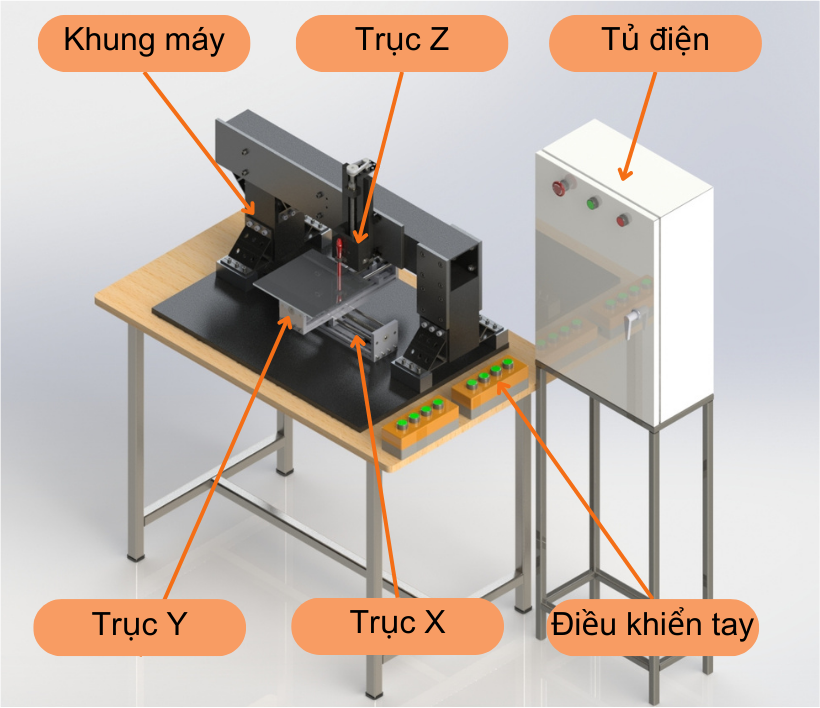 Khung máy
Trục Z
Tủ điện
Trục Y
Trục X
Điều khiển tay